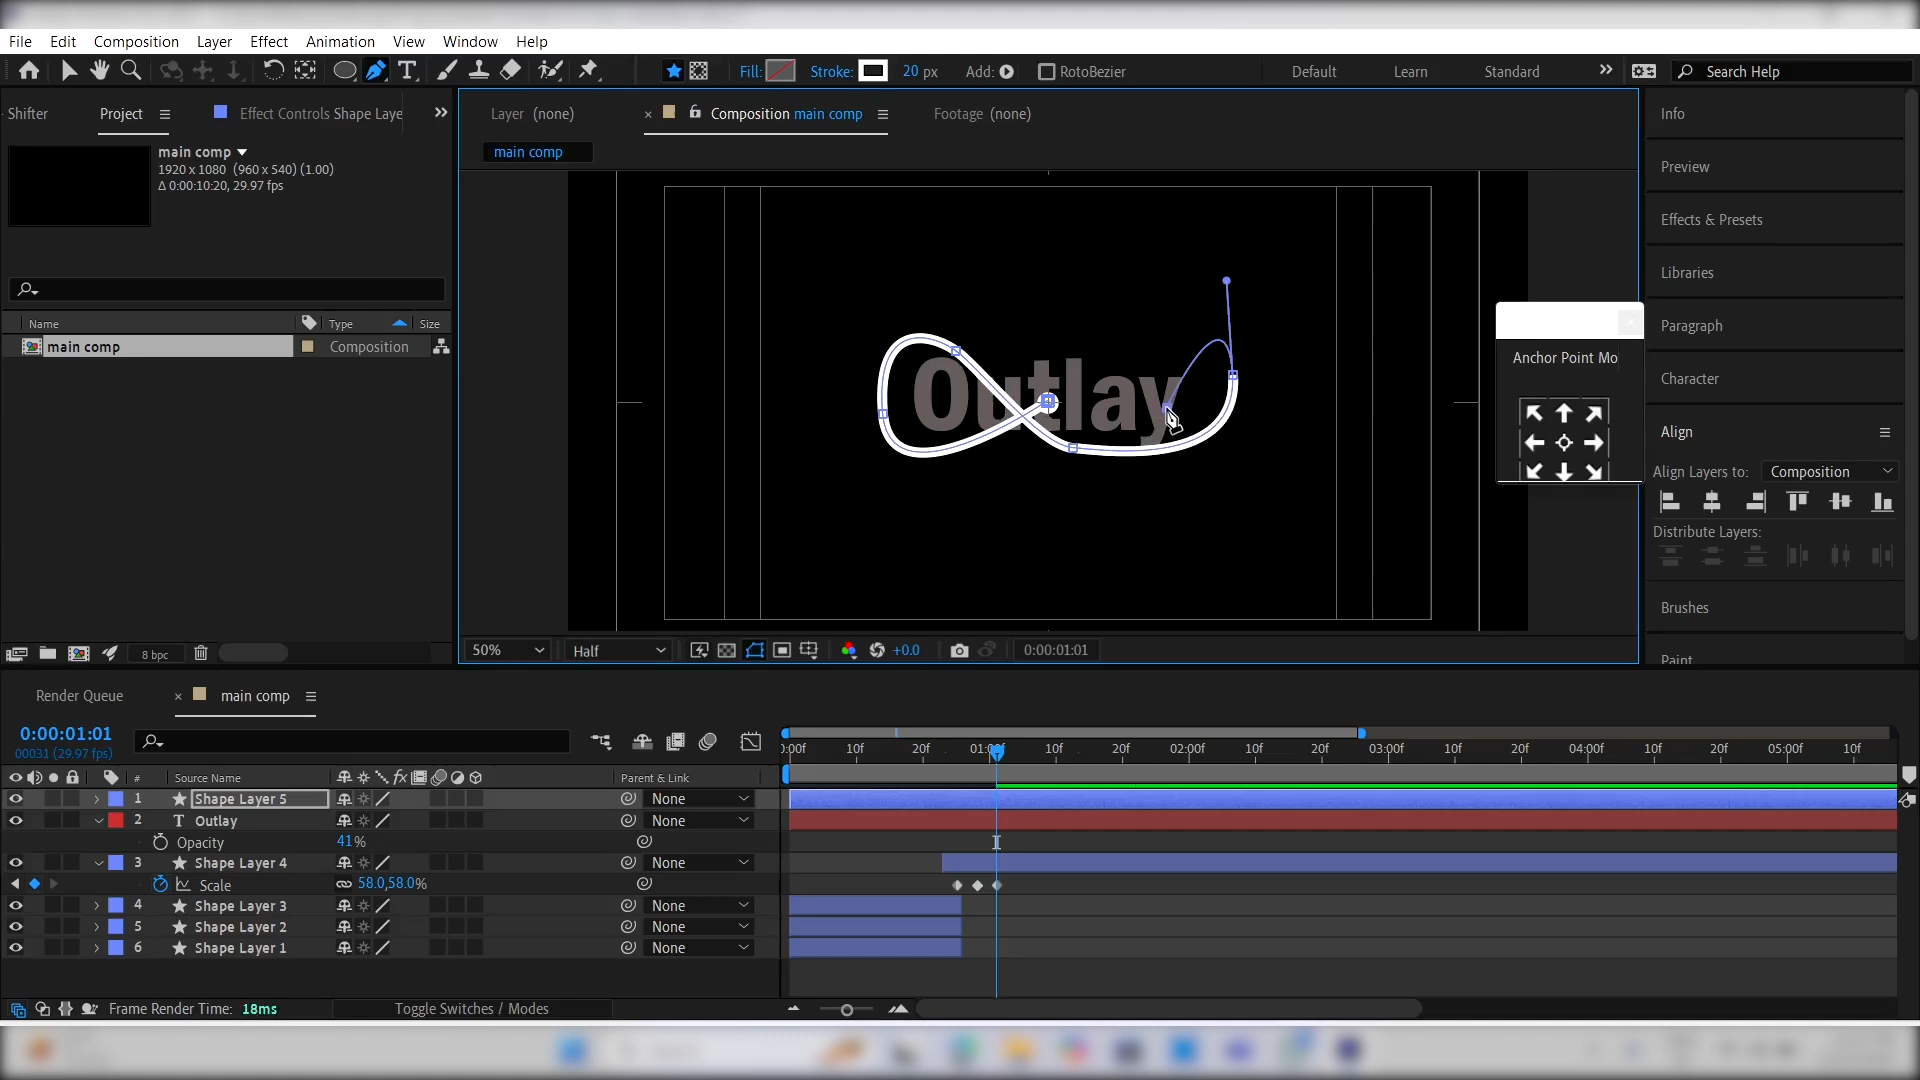 File Edit Composition Layer Effect Animation View Window Help
Fill: Stroke: 20 px Add: RotoBezier Default Learn Standard Search Help
Shifter Project Effect Controls Shape Laye
Layer (none) Composition main comp Footage (none)
main comp
main comp
1920 x 1080 (960 x 540) (1.00)
Δ 0:00:10:20, 29.97 fps
Name Type Size
main comp Composition
Outlay
Anchor Point Mo
Info
Preview
Effects & Presets
Libraries
Paragraph
Character
Align
Align Layers to: Composition
Distribute Layers:
Brushes
Paint
8 bpc
50% Half +0.0 0:00:01:01
Render Queue main comp
0:00:01:01
00031 (29.97 fps)
0:00f 10f 20f 01:00f 10f 20f 02:00f 10f 20f 03:00f 10f 20f 04:00f 10f 20f 05:00f 10f
# Source Name fx Parent & Link
1 Shape Layer 5 None
2 T Outlay None
Opacity 41%
3 Shape Layer 4 None
Scale 58.0,58.0%
4 Shape Layer 3 None
5 Shape Layer 2 None
6 Shape Layer 1 None
Frame Render Time: 18ms Toggle Switches / Modes